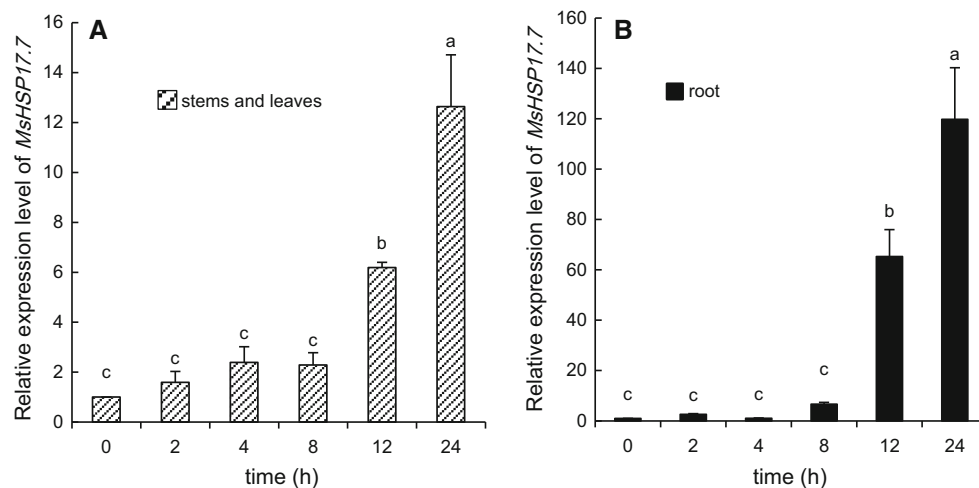 A
stems and leaves
Relative expression level of MsHSP17.7
16
14
12
10
8
6
4
2
0
c
c
c
c
b
a
0 2 4 8 12 24
time (h)
B
root
Relative expression level of MsHSP17.7
160
140
120
100
80
60
40
20
0
c
c
c
c
b
a
0 2 4 8 12 24
time (h)